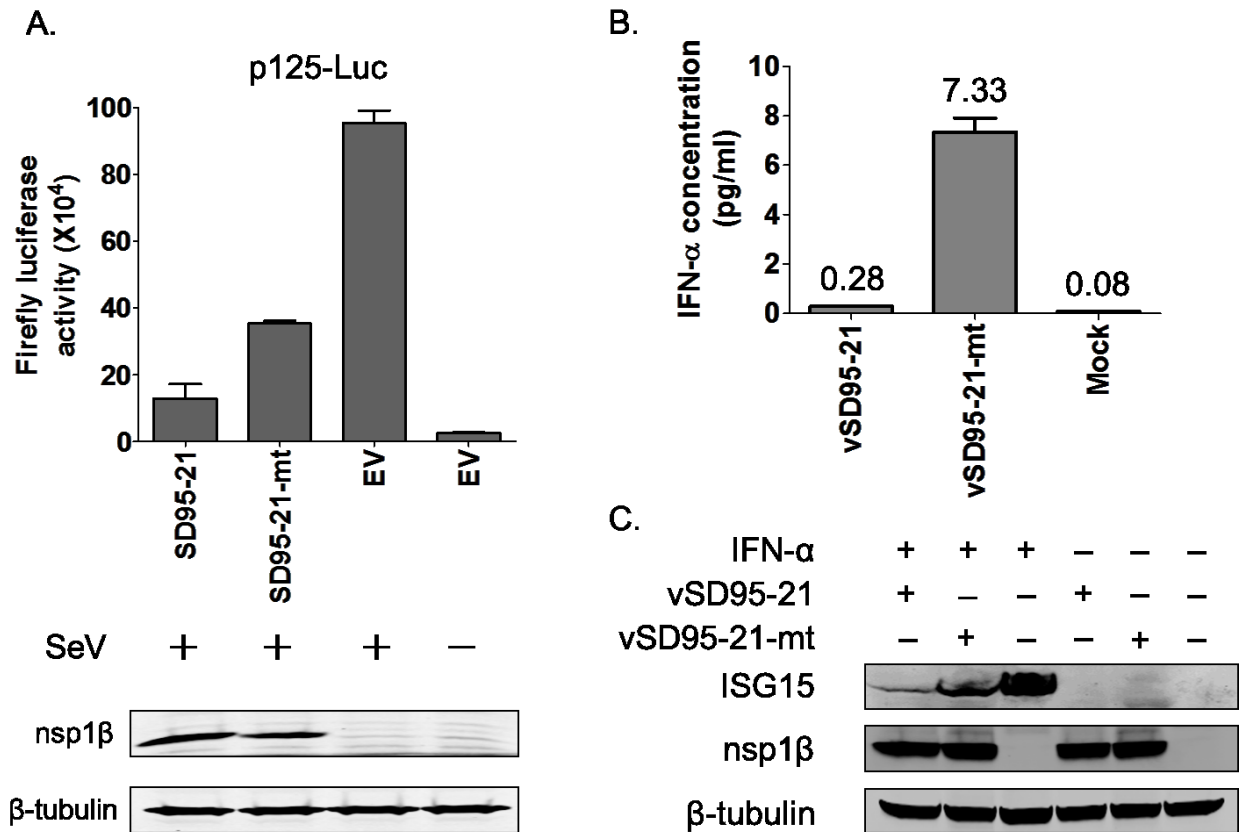 A.
p125-Luc
Firefly luciferase
activity (X10⁴)
100
80
60
40
20
0
SD95-21
SD95-21-mt
EV
EV
SeV + + + −
nsp1β
β-tubulin
B.
IFN-α concentration
(pg/ml)
10
8
6
4
2
0
0.28
7.33
0.08
vSD95-21
vSD95-21-mt
Mock
C.
IFN-α + + + − − −
vSD95-21 + − − + − −
vSD95-21-mt − + − − + −
ISG15
nsp1β
β-tubulin